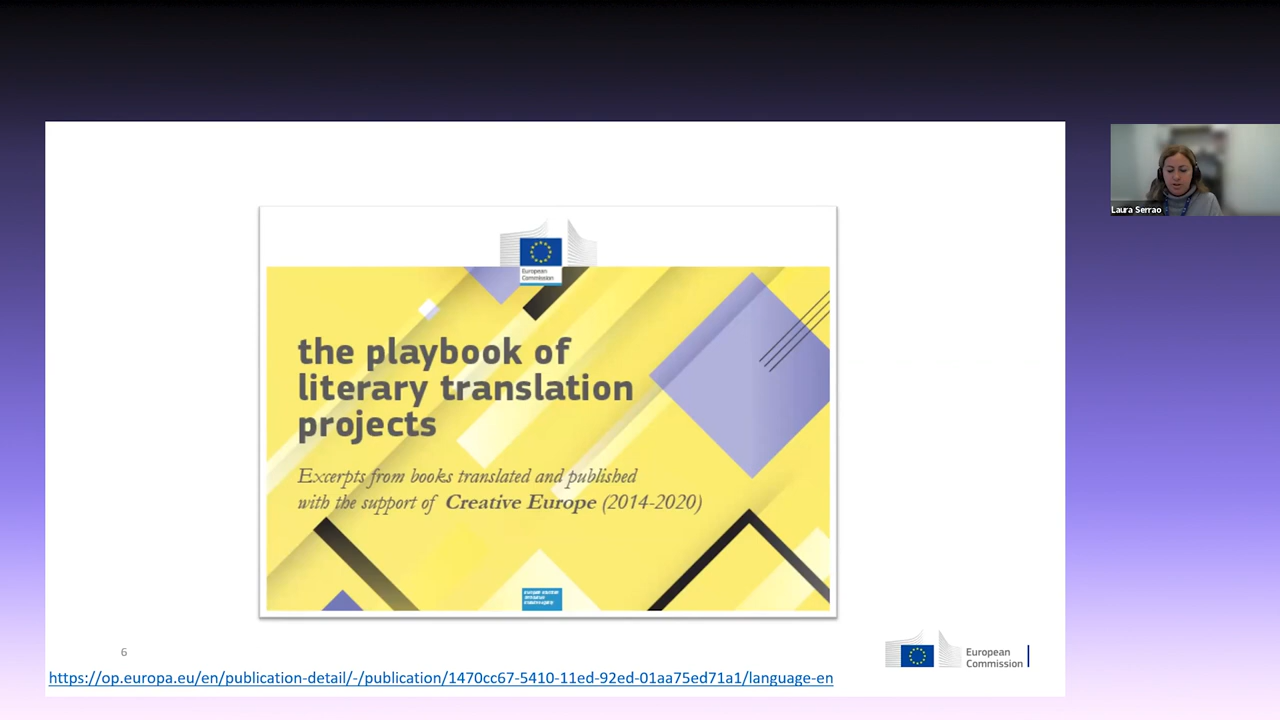 European
Commission
the playbook of
literary translation
projects
Excerpts from books translated and published
with the support of Creative Europe (2014-2020)
Laura Serrao
6
European
Commission
https://op.europa.eu/en/publication-detail/-/publication/1470cc67-5410-11ed-92ed-01aa75ed71a1/language-en